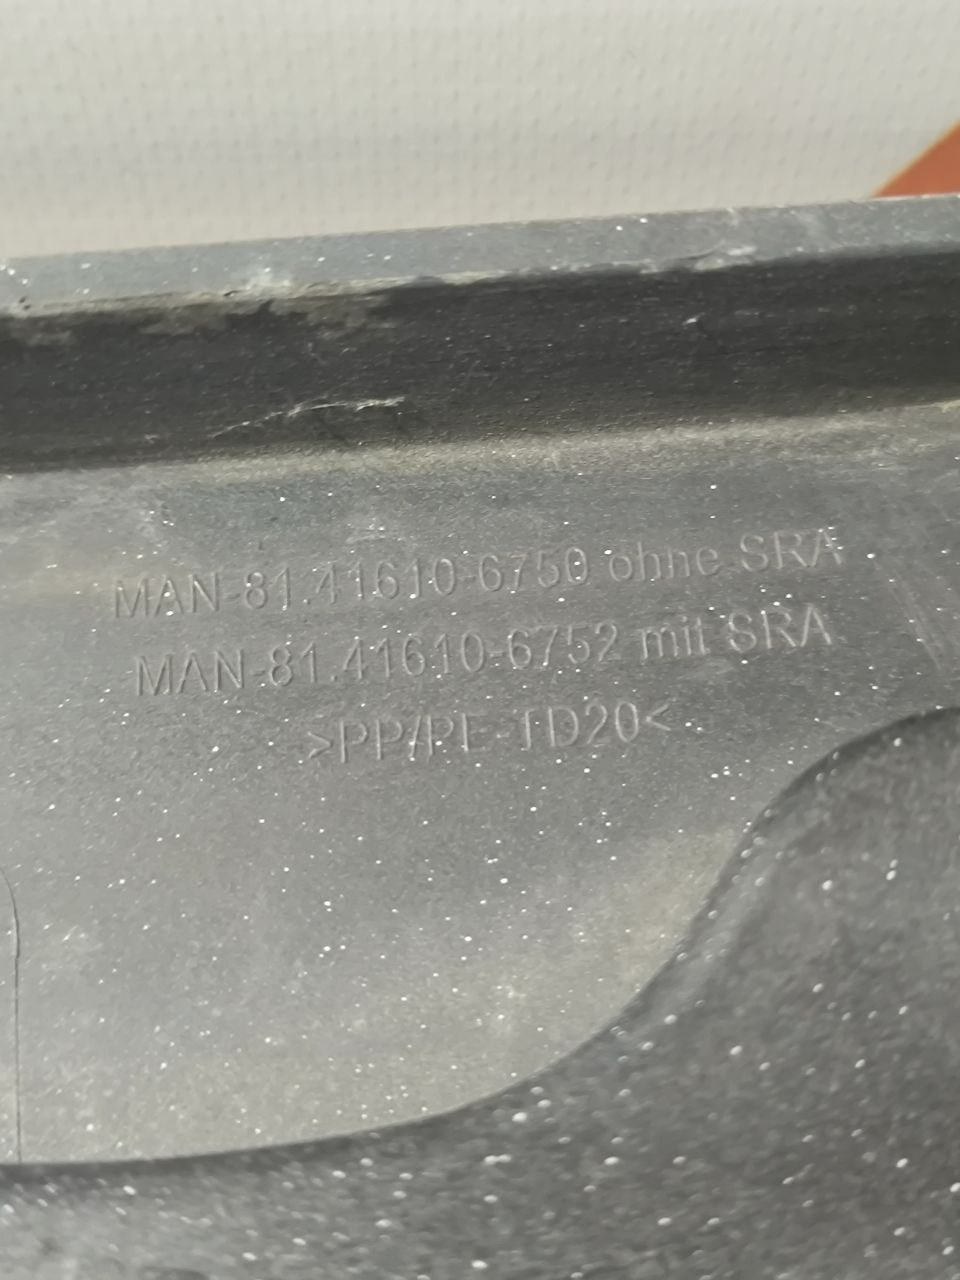 MAN-81.41610-6750 ohne SRA
MAN-81.41610-6752 mit SRA
>PP/PE-TD20<